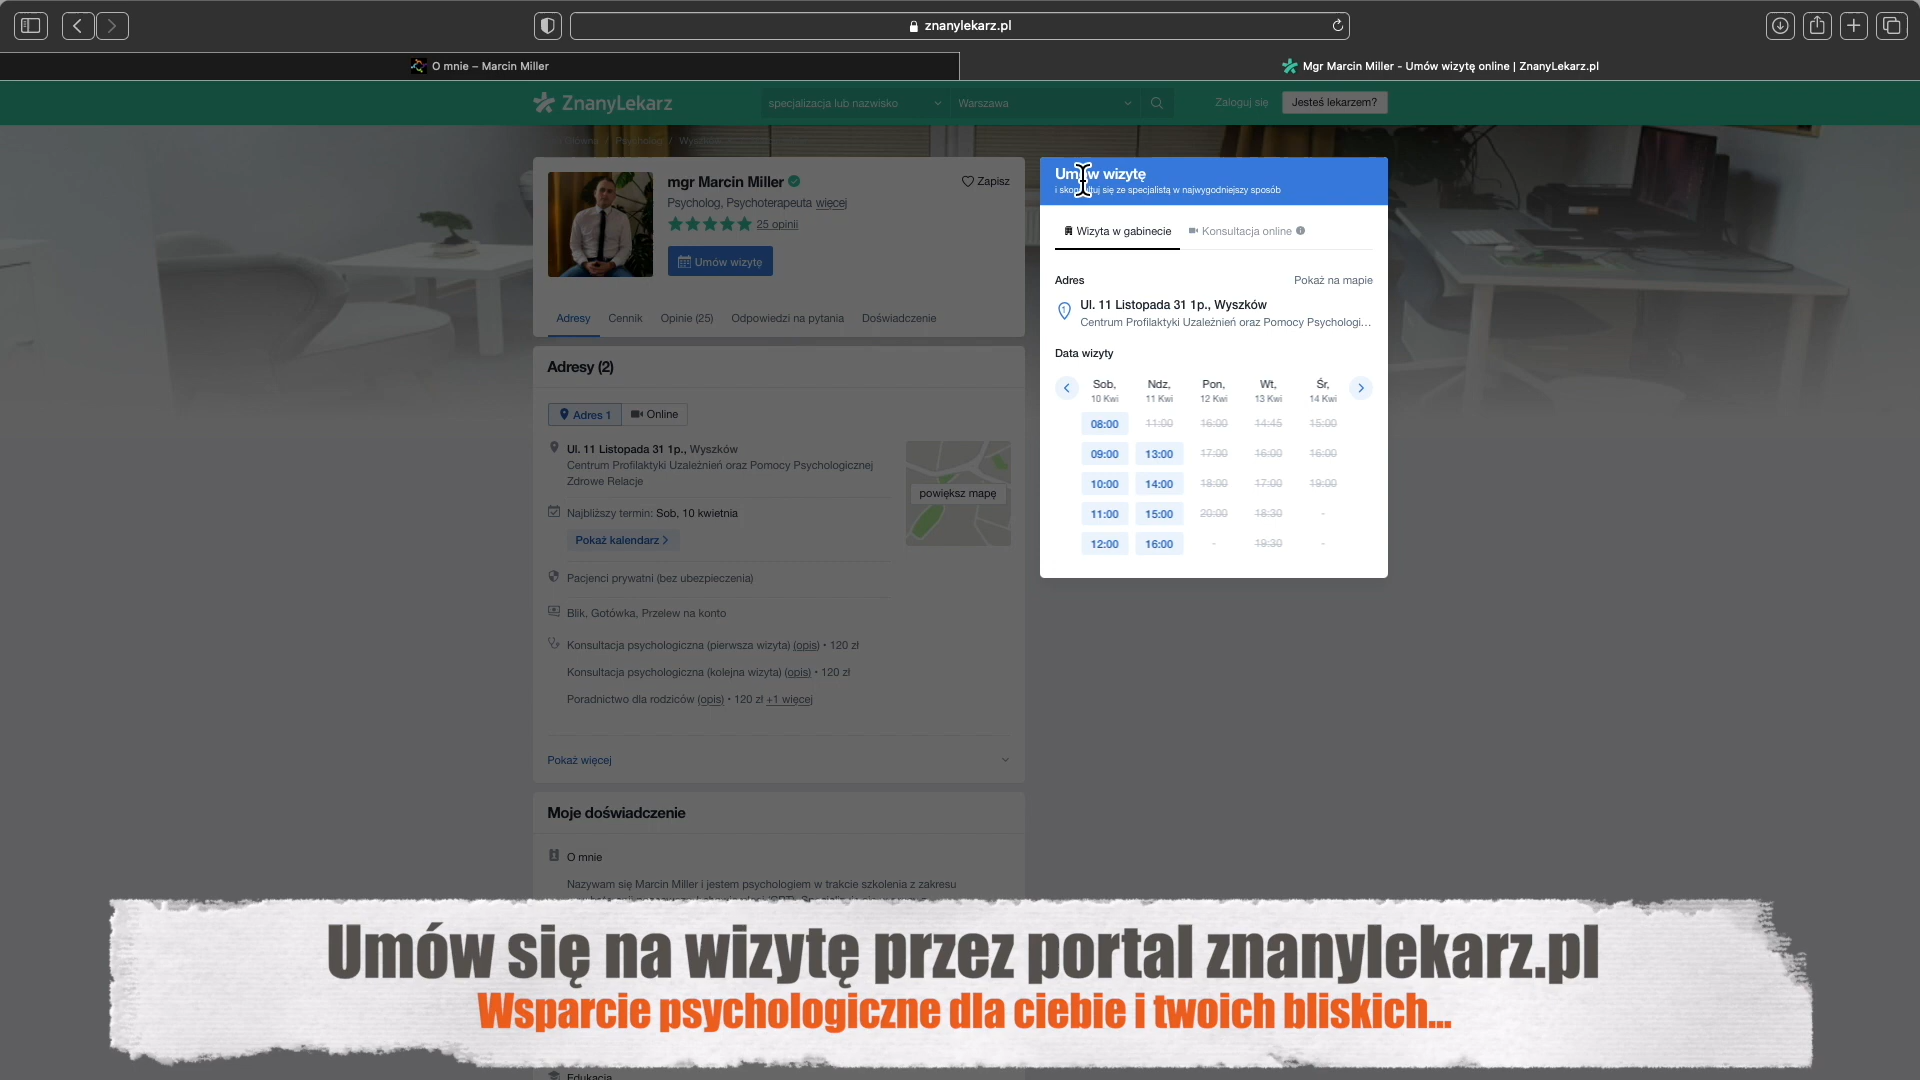 znanylekarz.pl
O mnie – Marcin Miller
Mgr Marcin Miller - Umów wizytę online | ZnanyLekarz.pl
ZnanyLekarz
specjalizacja lub nazwisko
Warszawa
Zaloguj się
Jesteś lekarzem?
/ Psycholog /
mgr Marcin Miller
Zapisz
Psycholog, Psychoterapeuta więcej
25 opinii
Umów wizytę
Adresy Cennik Opinie (25) Odpowiedzi na pytania Doświadczenie
Adresy (2)
Adres 1 Online
Ul. 11 Listopada 31 1p., Wyszków
Centrum Profilaktyki Uzależnień oraz Pomocy Psychologicznej
Zdrowe Relacje
powiększ mapę
Najbliższy termin: Sob, 10 kwietnia
Pokaż kalendarz
Pacjenci prywatni (bez ubezpieczenia)
Blik, Gotówka, Przelew na konto
Konsultacja psychologiczna (pierwsza wizyta) (opis) • 120 zł
Konsultacja psychologiczna (kolejna wizyta) (opis) • 120 zł
Poradnictwo dla rodziców (opis) • 120 zł +1 więcej
Pokaż więcej
Moje doświadczenie
O mnie
Nazywam się Marcin Miller i jestem psychologiem w trakcie szkolenia z zakresu
Umów wizytę
i skonsultuj się ze specjalistą w najwygodniejszy sposób
Wizyta w gabinecie Konsultacja online
Adres Pokaż na mapie
Ul. 11 Listopada 31 1p., Wyszków
Centrum Profilaktyki Uzależnień oraz Pomocy Psychologi...
Data wizyty
Sob, Ndz, Pon, Wt, Śr,
10 Kwi 11 Kwi 12 Kwi 13 Kwi 14 Kwi
08:00 11:00 16:00 14:45 15:00
09:00 13:00 17:00 16:00 16:00
10:00 14:00 18:00 17:00 19:00
11:00 15:00 20:00 18:30 -
12:00 16:00 - 19:30 -
Umów się na wizytę przez portal znanylekarz.pl
Wsparcie psychologiczne dla ciebie i twoich bliskich...
Edukacja